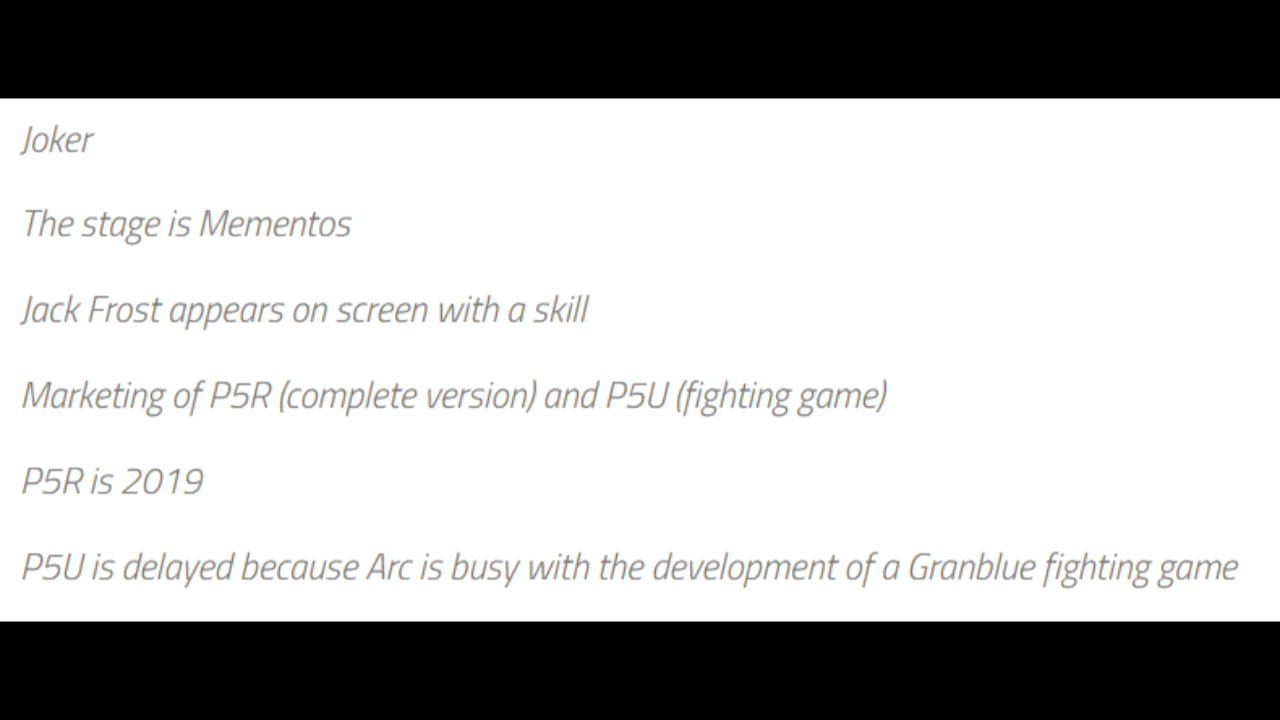 Joker
The stage is Mementos
Jack Frost appears on screen with a skill
Marketing of P5R (complete version) and P5U (fighting game)
P5R is 2019
P5U is delayed because Arc is busy with the development of a Granblue fighting game